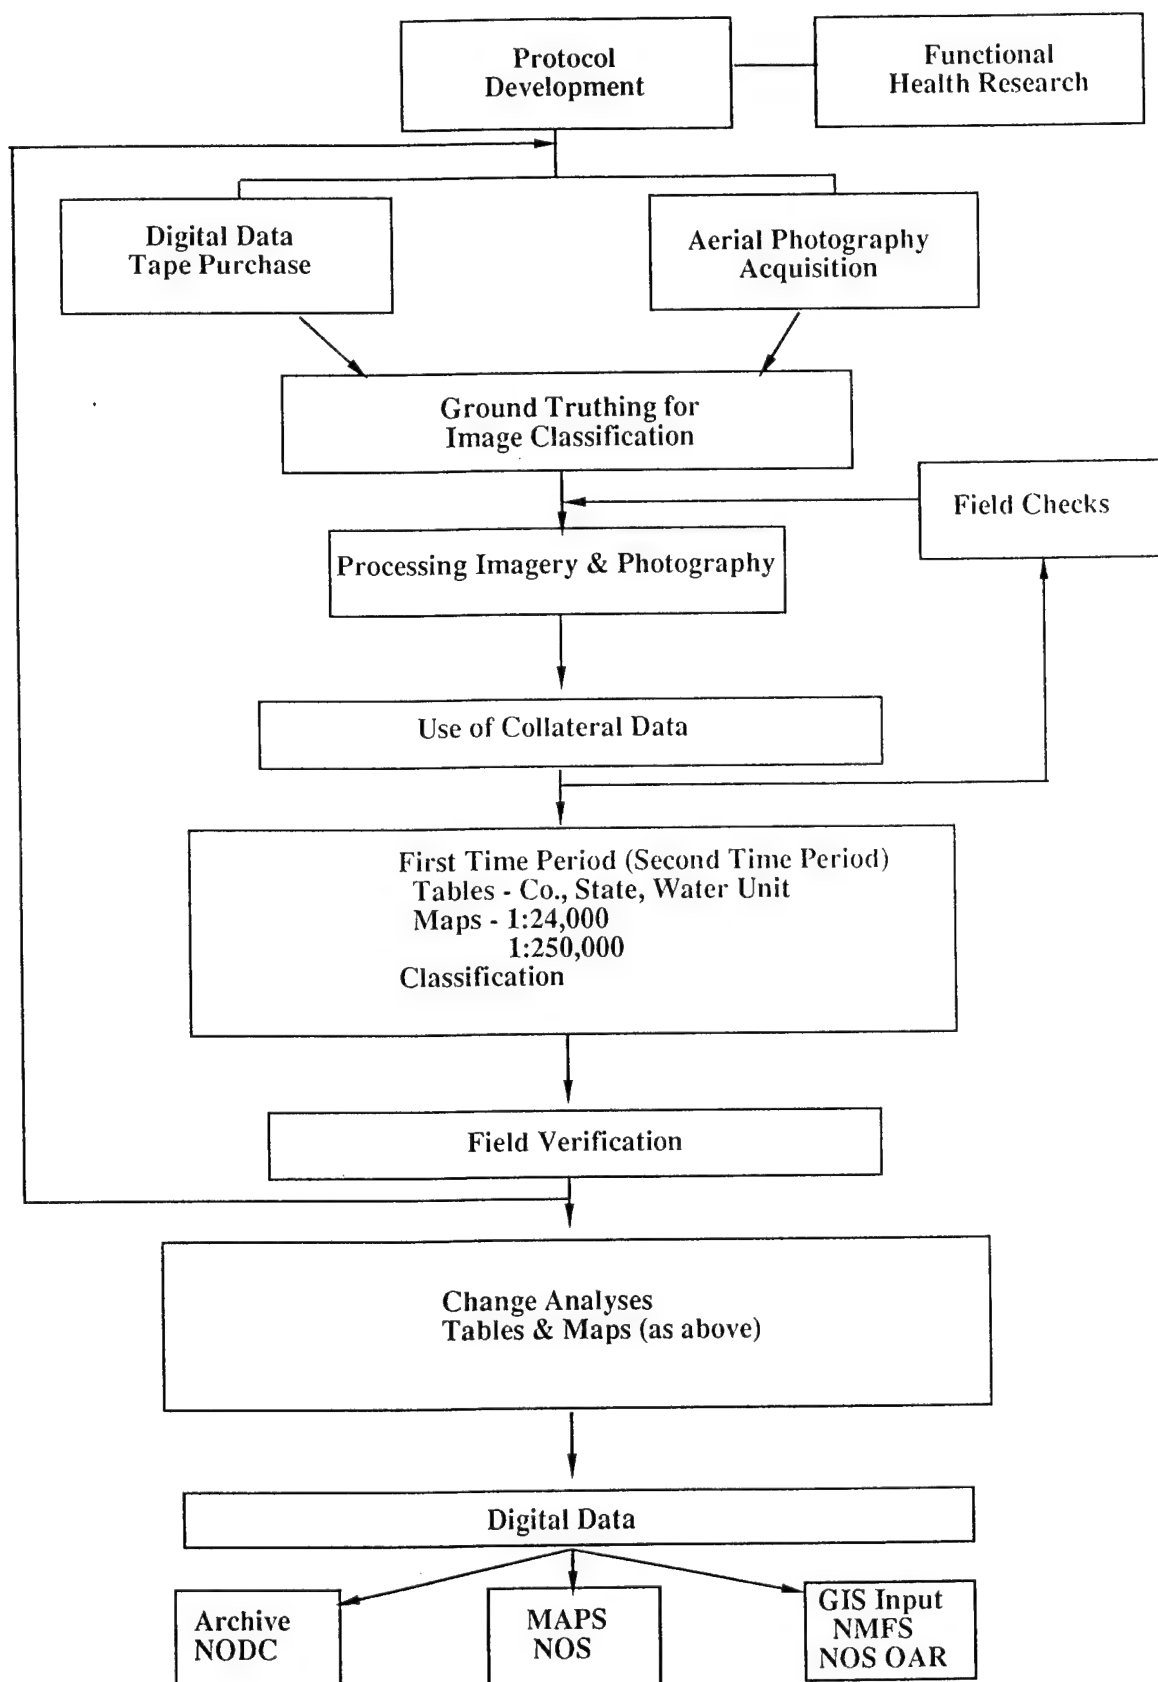 Protocol
Development
Functional
Health Research
Digital Data
Tape Purchase
Aerial Photography
Acquisition
Ground Truthing for
Image Classification
Field Checks
Processing Imagery & Photography
Use of Collateral Data
First Time Period (Second Time Period)
Tables - Co., State, Water Unit
Maps - 1:24,000
1:250,000
Classification
Field Verification
Change Analyses
Tables & Maps (as above)
Digital Data
Archive
NODC
MAPS
NOS
GIS Input
NMFS
NOS OAR